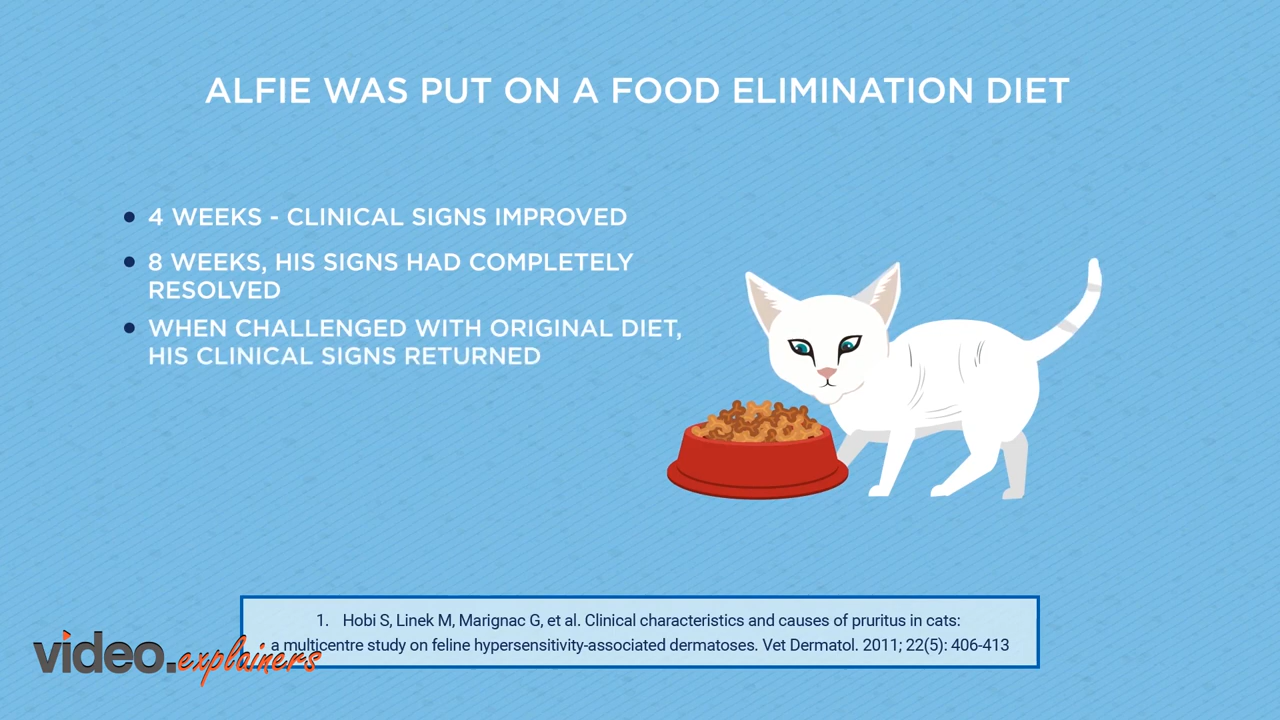 ALFIE WAS PUT ON A FOOD ELIMINATION DIET
4 WEEKS - CLINICAL SIGNS IMPROVED
8 WEEKS, HIS SIGNS HAD COMPLETELY
RESOLVED
WHEN CHALLENGED WITH ORIGINAL DIET,
HIS CLINICAL SIGNS RETURNED
1. Hobi S, Linek M, Marignac G, et al. Clinical characteristics and causes of pruritus in cats:
a multicentre study on feline hypersensitivity-associated dermatoses. Vet Dermatol. 2011; 22(5): 406-413
video.explainers